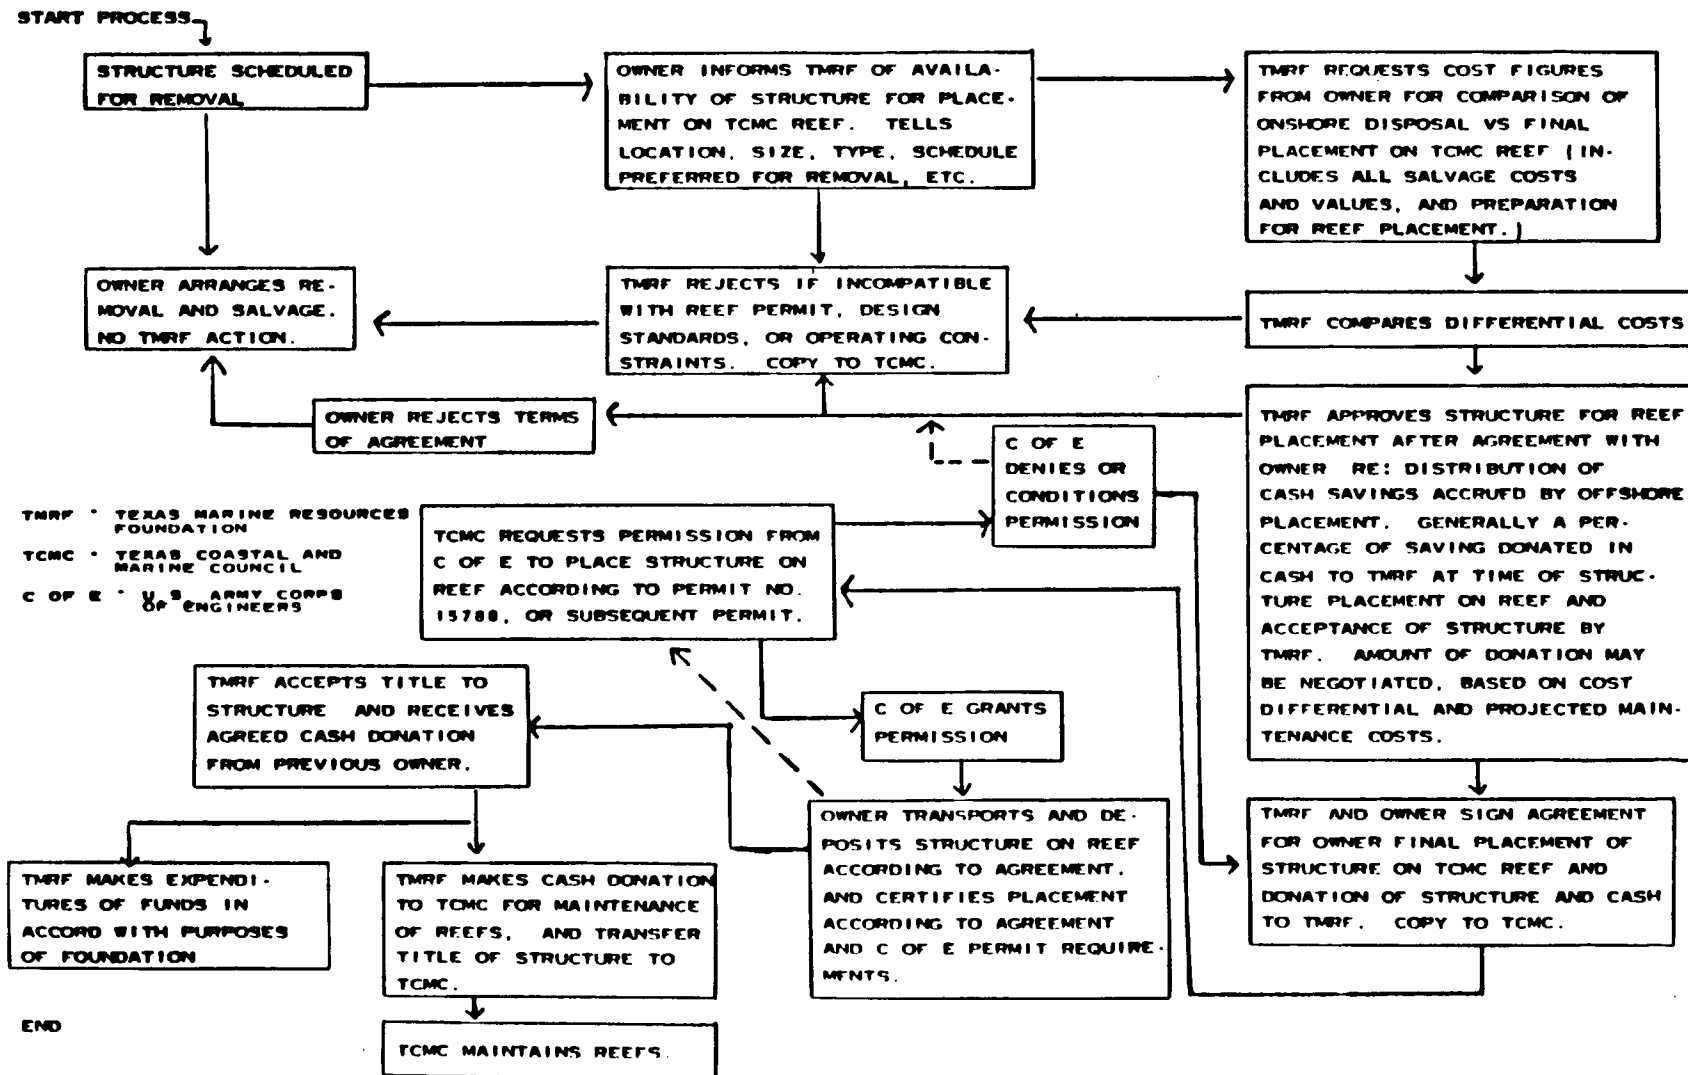 START PROCESS
STRUCTURE SCHEDULED
FOR REMOVAL
OWNER INFORMS TMRF OF AVAILA-
BILITY OF STRUCTURE FOR PLACE-
MENT ON TCMC REEF. TELLS
LOCATION, SIZE, TYPE, SCHEDULE
PREFERRED FOR REMOVAL, ETC.
TMRF REQUESTS COST FIGURES
FROM OWNER FOR COMPARISON OF
ONSHORE DISPOSAL VS FINAL
PLACEMENT ON TCMC REEF (IN-
CLUDES ALL SALVAGE COSTS
AND VALUES, AND PREPARATION
FOR REEF PLACEMENT.)
OWNER ARRANGES RE-
MOVAL AND SALVAGE.
NO TMRF ACTION.
TMRF REJECTS IF INCOMPATIBLE
WITH REEF PERMIT, DESIGN
STANDARDS, OR OPERATING CON-
STRAINTS. COPY TO TCMC.
TMRF COMPARES DIFFERENTIAL COSTS
OWNER REJECTS TERMS
OF AGREEMENT
C OF E
DENIES OR
CONDITIONS
PERMISSION
TMRF APPROVES STRUCTURE FOR REEF
PLACEMENT AFTER AGREEMENT WITH
OWNER RE: DISTRIBUTION OF
CASH SAVINGS ACCRUED BY OFFSHORE
PLACEMENT. GENERALLY A PER-
CENTAGE OF SAVING DONATED IN
CASH TO TMRF AT TIME OF STRUC-
TURE PLACEMENT ON REEF AND
ACCEPTANCE OF STRUCTURE BY
TMRF. AMOUNT OF DONATION MAY
BE NEGOTIATED, BASED ON COST
DIFFERENTIAL AND PROJECTED MAIN-
TENANCE COSTS.
TMRF - TEXAS MARINE RESOURCES
FOUNDATION
TCMC - TEXAS COASTAL AND
MARINE COUNCIL
C OF E - U.S. ARMY CORPS
OF ENGINEERS
TCMC REQUESTS PERMISSION FROM
C OF E TO PLACE STRUCTURE ON
REEF ACCORDING TO PERMIT NO.
15788, OR SUBSEQUENT PERMIT.
TMRF ACCEPTS TITLE TO
STRUCTURE AND RECEIVES
AGREED CASH DONATION
FROM PREVIOUS OWNER.
C OF E GRANTS
PERMISSION
OWNER TRANSPORTS AND DE-
POSITS STRUCTURE ON REEF
ACCORDING TO AGREEMENT,
AND CERTIFIES PLACEMENT
ACCORDING TO AGREEMENT
AND C OF E PERMIT REQUIRE-
MENTS.
TMRF AND OWNER SIGN AGREEMENT
FOR OWNER FINAL PLACEMENT OF
STRUCTURE ON TCMC REEF AND
DONATION OF STRUCTURE AND CASH
TO TMRF. COPY TO TCMC.
TMRF MAKES EXPENDI-
TURES OF FUNDS IN
ACCORD WITH PURPOSES
OF FOUNDATION
TMRF MAKES CASH DONATION
TO TCMC FOR MAINTENANCE
OF REEFS, AND TRANSFER
TITLE OF STRUCTURE TO
TCMC.
END
TCMC MAINTAINS REEFS.